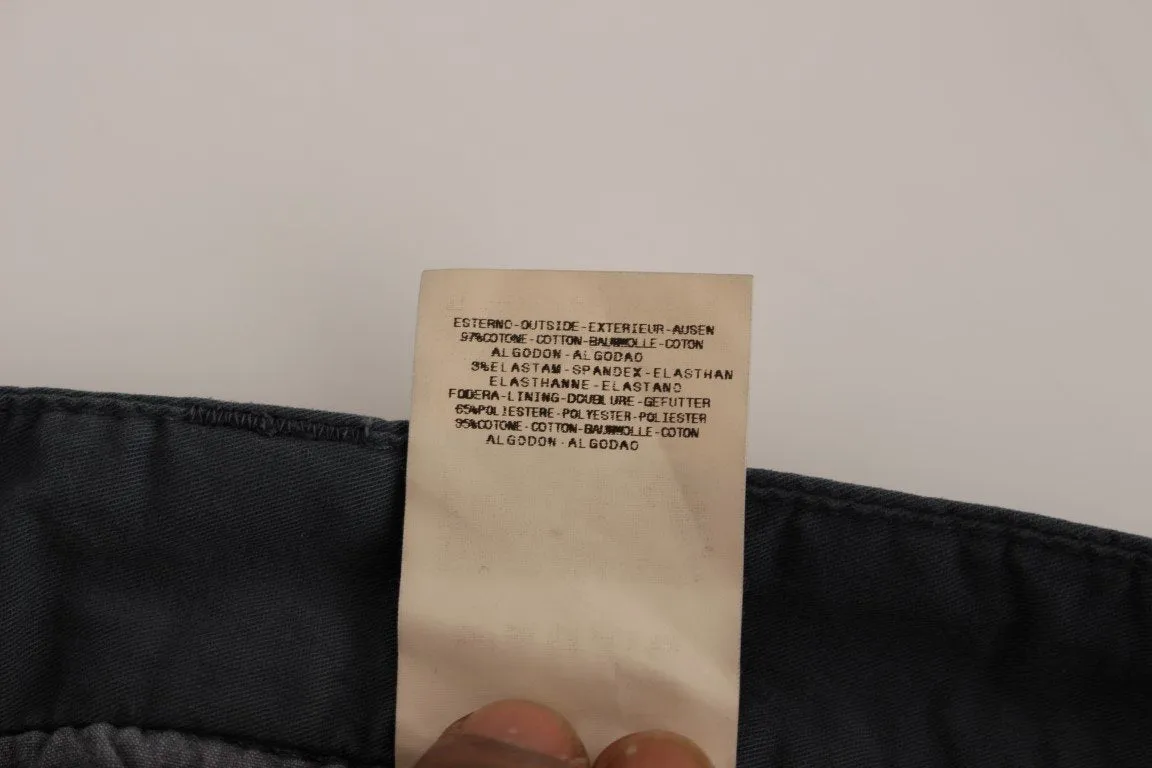 ESTERNO-OUTSIDE-EXTERIEUR-AUSEN
97%COTONE-COTTON-BAUMWOLLE-COTON
ALGODON-ALGODAO
3%ELASTAM-SPANDEX-ELASTHAN
ELASTHANNE-ELASTANO
FODERA-LINING-DOUBLURE-GEFUTTER
65%POLIESTERE-POLYESTER-POLIESTER
35%COTONE-COTTON-BAUMWOLLE-COTON
ALGODON-ALGODAO